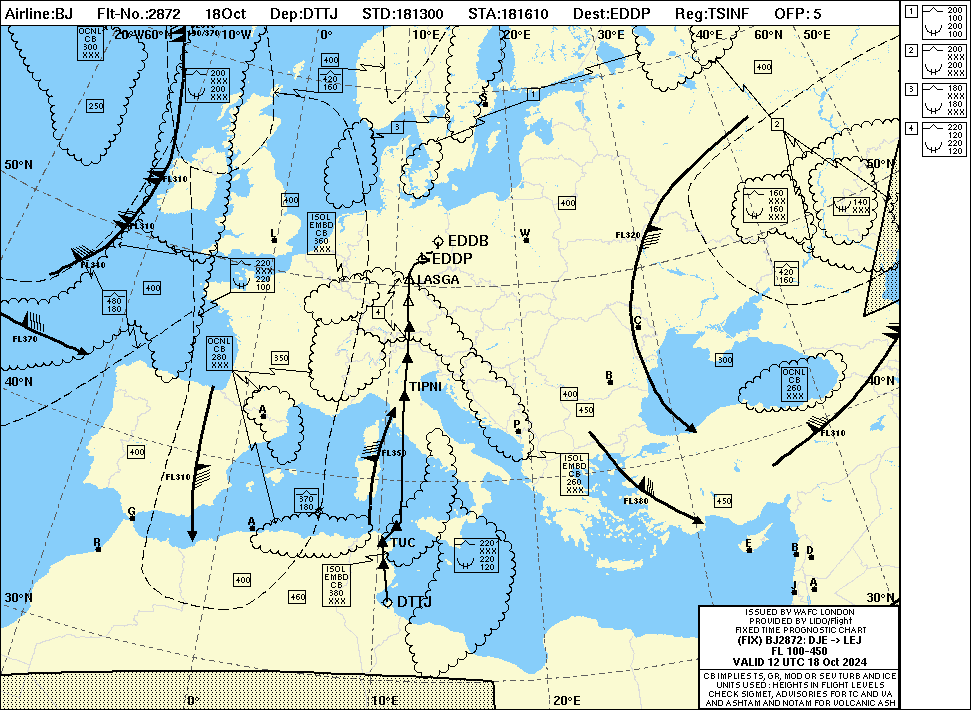 Airline:BJ Flt-No.:2872 18Oct Dep:DTTJ STD:181300 STA:181610 Dest:EDDP Reg:TSINF OFP: 5
20°W 60°N 10°W 0° 10°E 20°E 30°E 40°E 60°N 50°E
OCNL
CB
300
XXX
250
200
XXX
200
XXX
400
420
160
1
S
3
400
2
1
200
100
200
100
2
200
XXX
200
XXX
3
180
XXX
180
XXX
4
220
120
220
120
50°N
50°N
FL310
FL310
FL340
400
L
ISOL
EMBD
CB
360
XXX
400
W
FL320
160
XXX
160
XXX
140
XXX
EDDB
EDDP
LASGA
220
XXX
220
100
400
480
180
420
160
4
C
FL370
OCNL
CB
280
XXX
350
300
OCNL
CB
260
XXX
40°N
40°N
TIPNI
B
400
450
A
P
FL310
400
FL310
FL350
ISOL
EMBD
CB
260
XXX
FL380
450
370
180
G
A
R
TUC
220
XXX
220
120
E
B
D
400
ISOL
EMBD
CB
380
XXX
460
DTTJ
J
A
30°N
30°N
ISSUED BY WAFC LONDON
PROVIDED BY LIDO/Flight
FIXED TIME PROGNOSTIC CHART
(FIX) BJ2872: DJE -> LEJ
FL 100-450
VALID 12 UTC 18 Oct 2024
CB IMPLIES TS, GR, MOD OR SEV TURB AND ICE
UNITS USED : HEIGHTS IN FLIGHT LEVELS
CHECK SIGMET, ADVISORIES FOR TC AND VA
AND ASHTAM AND NOTAM FOR VOLCANIC ASH
0° 10°E 20°E